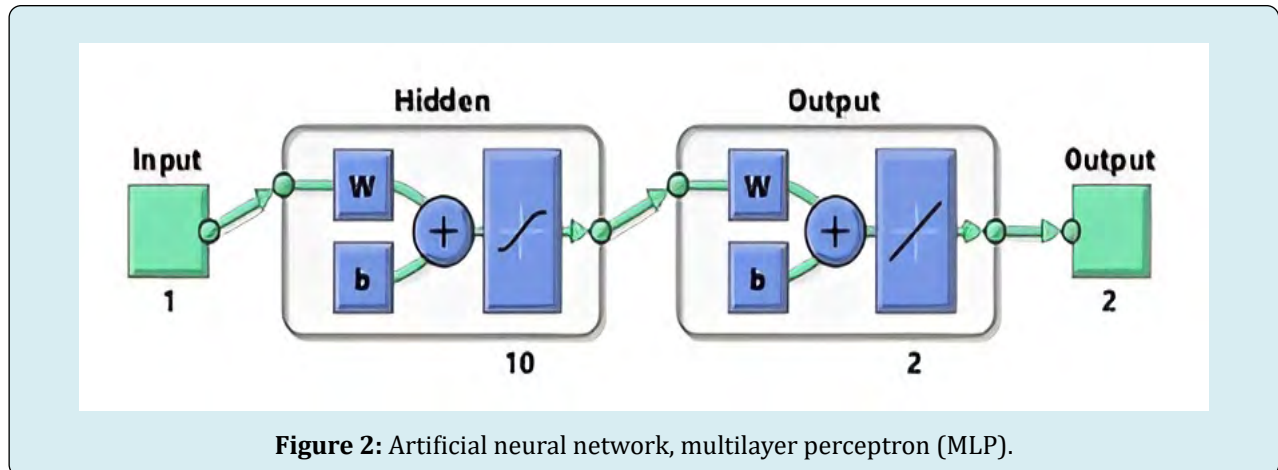 Hidden
Output
Input
Output
W
W
+
+
b
b
1
2
10
2
Figure 2: Artificial neural network, multilayer perceptron (MLP).